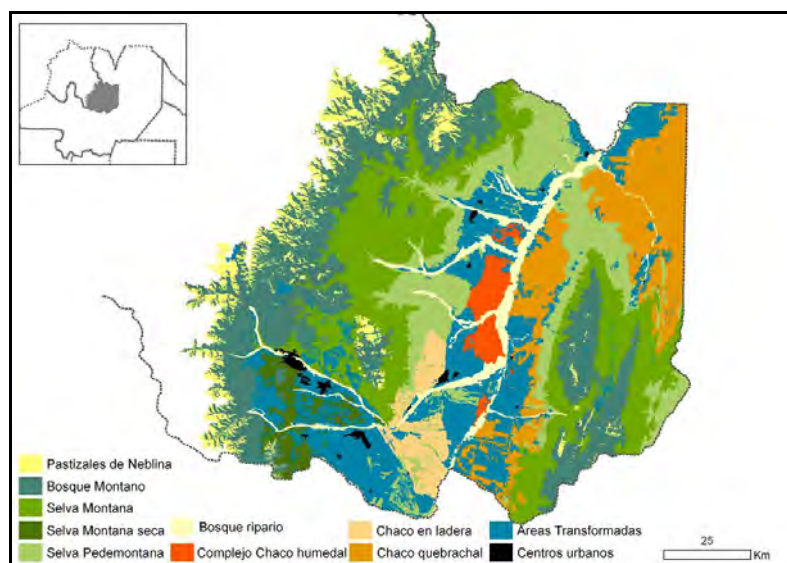 Pastizales de Neblina
Bosque Montano
Selva Montana
Selva Montana seca
Selva Pedemontana
Bosque ripario
Complejo Chaco humedal
Chaco en ladera
Chaco quebrachal
Áreas Transformadas
Centros urbanos
25
Km